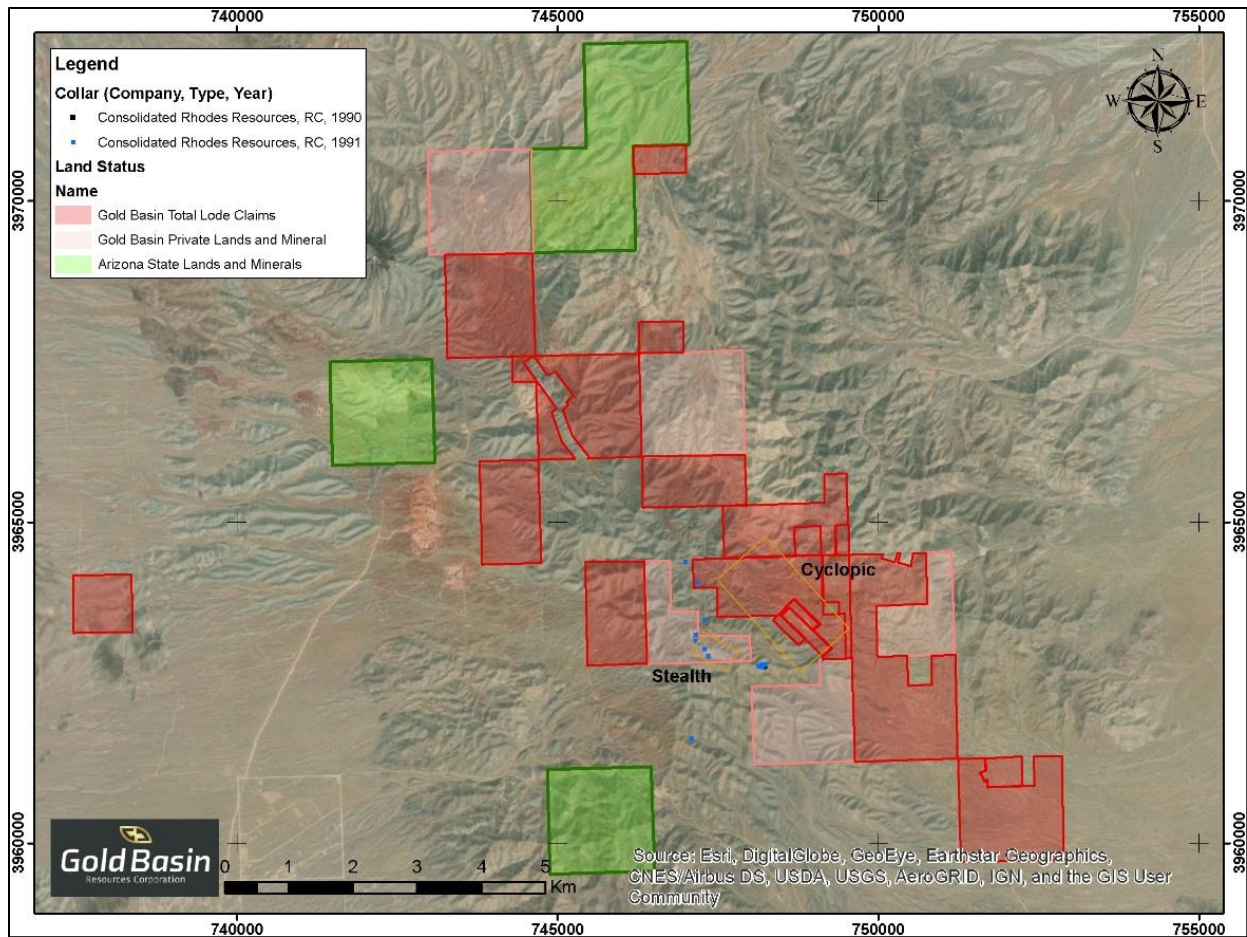 740000
745000
750000
755000
Legend
Collar (Company, Type, Year)
Consolidated Rhodes Resources, RC, 1990
Consolidated Rhodes Resources, RC, 1991
Land Status
Name
Gold Basin Total Lode Claims
Gold Basin Private Lands and Mineral
Arizona State Lands and Minerals
N
W
E
S
3970000
3970000
3965000
3965000
Cyclopic
Stealth
3960000
3960000
Gold Basin
Resources Corporation
0 1 2 3 4 5
Km
Source: Esri, DigitalGlobe, GeoEye, Earthstar Geographics,
CNES/Airbus DS, USDA, USGS, AeroGRID, IGN, and the GIS User
Community
740000
745000
750000
755000